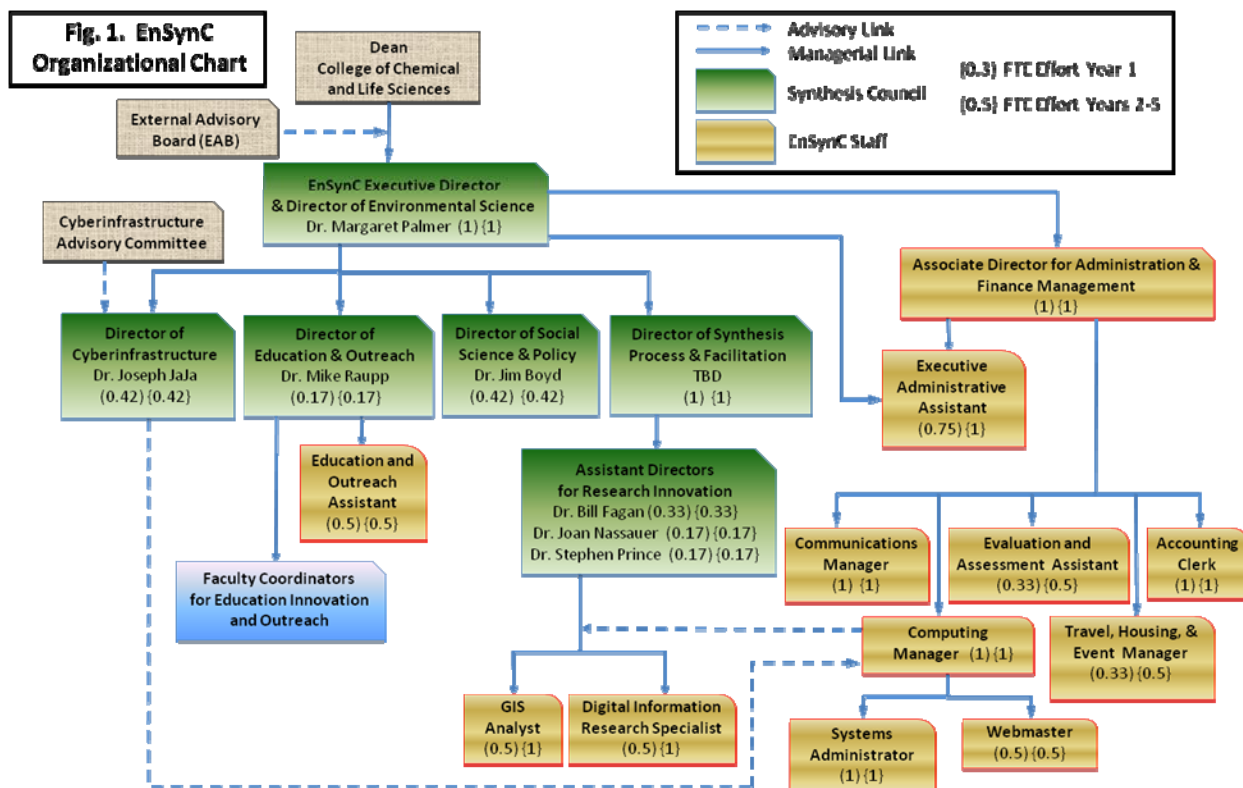 Fig. 1. EnSynC
Organizational Chart
Advisory Link
Managerial Link
Synthesis Council
EnSynC Staff
(0.3) FTE Effort Year 1
{0.5} FTE Effort Years 2-5
Dean
College of Chemical
and Life Sciences
External Advisory
Board (EAB)
EnSynC Executive Director
& Director of Environmental Science
Dr. Margaret Palmer (1) {1}
Cyberinfrastructure
Advisory Committee
Associate Director for Administration &
Finance Management
(1) {1}
Director of
Cyberinfrastructure
Dr. Joseph JaJa
(0.42) {0.42}
Director of
Education & Outreach
Dr. Mike Raupp
(0.17) {0.17}
Director of Social
Science & Policy
Dr. Jim Boyd
(0.42) {0.42}
Director of Synthesis
Process & Facilitation
TBD
(1) {1}
Executive
Administrative
Assistant
(0.75) {1}
Education and
Outreach
Assistant
(0.5) {0.5}
Assistant Directors
for Research Innovation
Dr. Bill Fagan (0.33) {0.33}
Dr. Joan Nassauer (0.17) {0.17}
Dr. Stephen Prince (0.17) {0.17}
Faculty Coordinators
for Education Innovation
and Outreach
Communications
Manager
(1) {1}
Evaluation and
Assessment Assistant
(0.33) {0.5}
Accounting
Clerk
(1) {1}
Computing
Manager (1) {1}
Travel, Housing, &
Event Manager
(0.33) {0.5}
GIS
Analyst
(0.5) {1}
Digital Information
Research Specialist
(0.5) {1}
Systems
Administrator
(1) {1}
Webmaster
(0.5) {0.5}